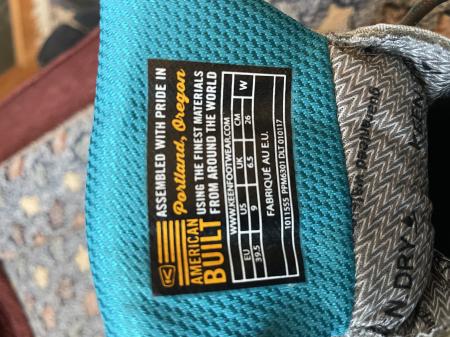 AMERICAN
BUILT
ASSEMBLED WITH PRIDE IN
Portland, Oregon
USING THE FINEST MATERIALS
FROM AROUND THE WORLD
WWW.KEENFOOTWEAR.COM
EU US UK CM W
39.5 9 6.5 26
FABRIQUÉ AU E.U.
1011555 PPM6301 DLT 010117
N DRY